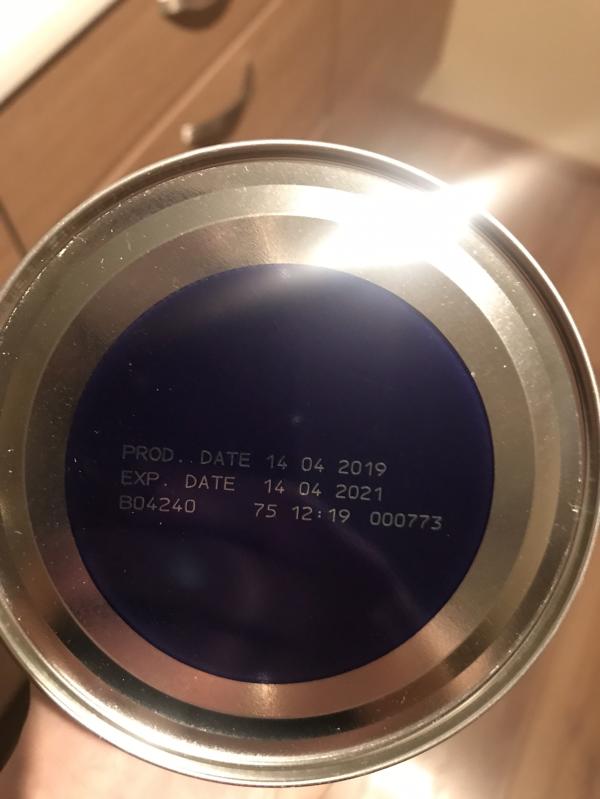 PROD. DATE 14 04 2019
EXP. DATE 14 04 2021
B04240 75 12:19 000773